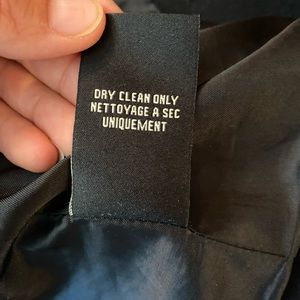 DRY CLEAN ONLY
NETTOYAGE A SEC
UNIQUEMENT